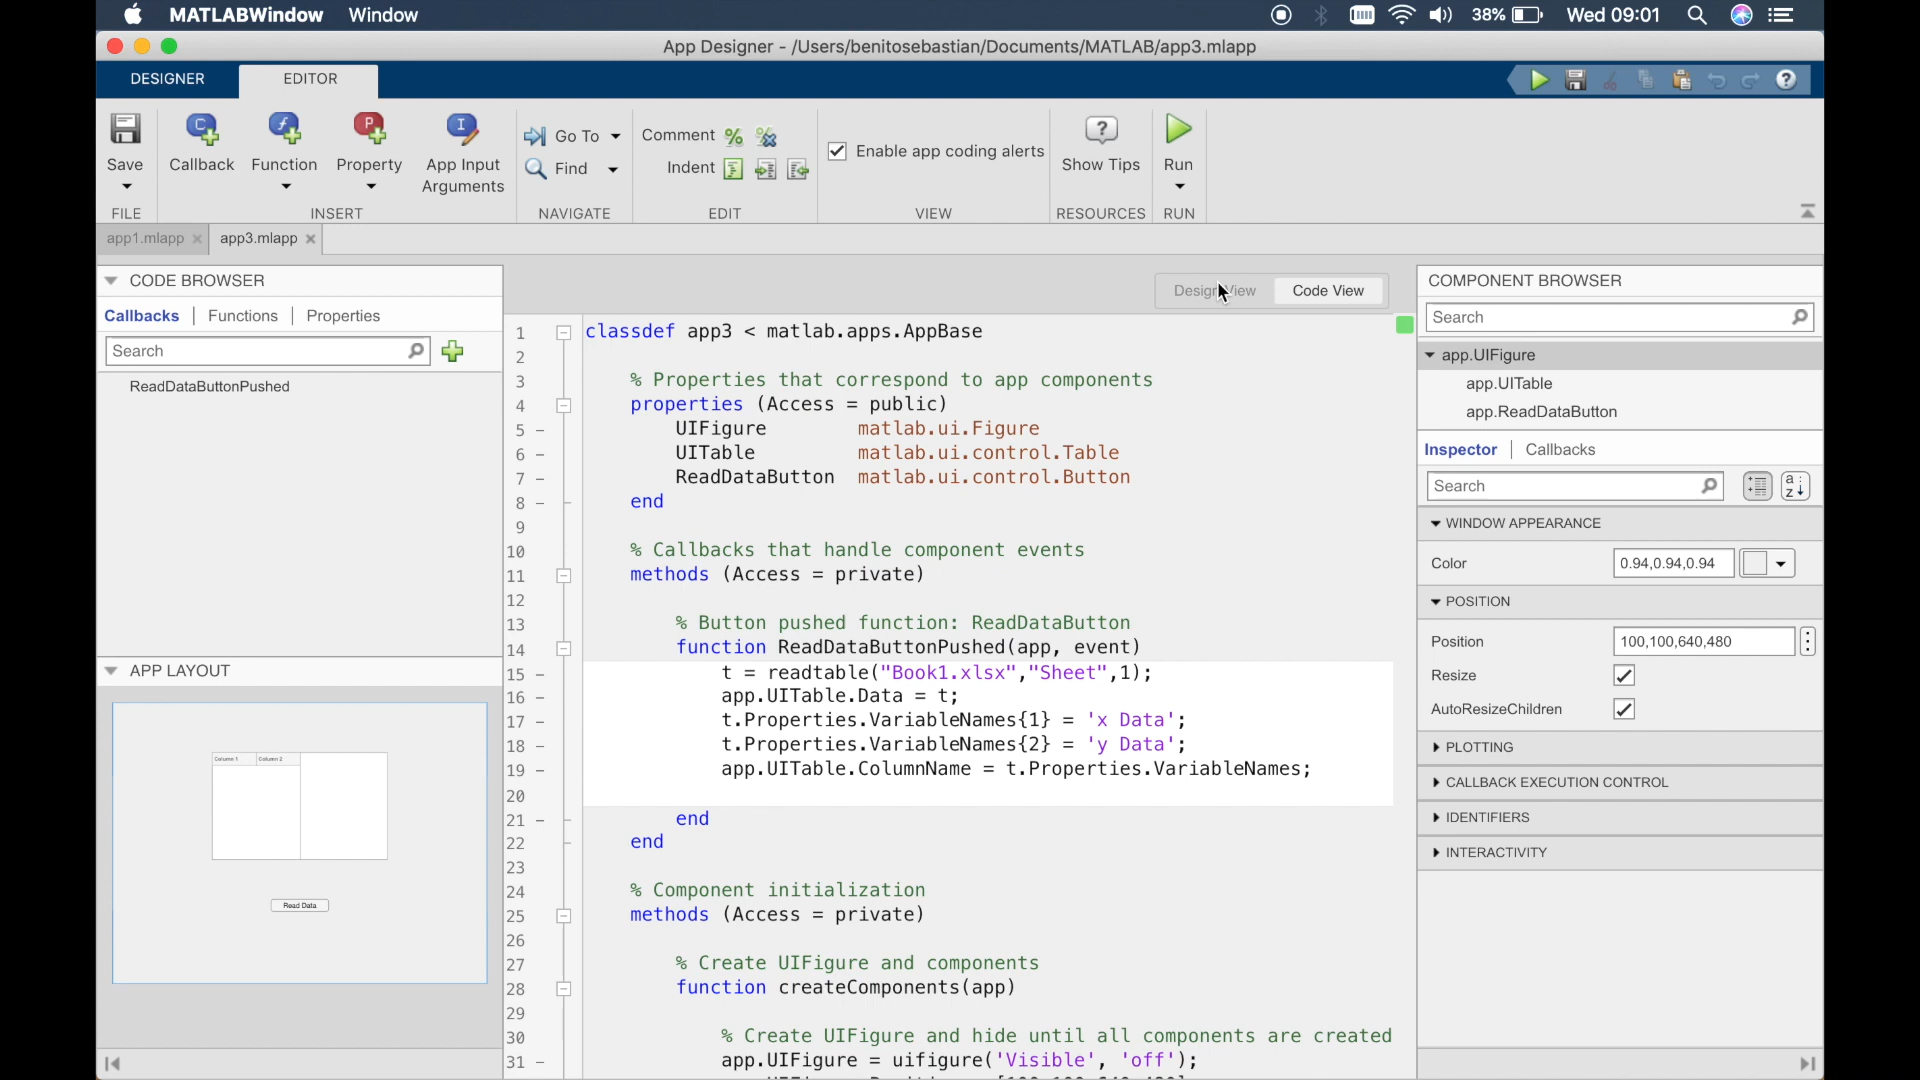 MATLABWindow Window 38% Wed 09:01
App Designer - /Users/benitosebastian/Documents/MATLAB/app3.mlapp
DESIGNER EDITOR
Save Callback Function Property App Input Arguments
Go To Find
Comment
Indent
Enable app coding alerts
Show Tips
Run
FILE INSERT NAVIGATE EDIT VIEW RESOURCES RUN
app1.mlapp app3.mlapp
CODE BROWSER
Callbacks Functions Properties
Search
ReadDataButtonPushed
APP LAYOUT
Column 1 Column 2
Read Data
Design View Code View
1 classdef app3 < matlab.apps.AppBase
2
3 % Properties that correspond to app components
4 properties (Access = public)
5 - UIFigure matlab.ui.Figure
6 - UITable matlab.ui.control.Table
7 - ReadDataButton matlab.ui.control.Button
8 - end
9
10 % Callbacks that handle component events
11 methods (Access = private)
12
13 % Button pushed function: ReadDataButton
14 function ReadDataButtonPushed(app, event)
15 - t = readtable("Book1.xlsx","Sheet",1);
16 - app.UITable.Data = t;
17 - t.Properties.VariableNames{1} = 'x Data';
18 - t.Properties.VariableNames{2} = 'y Data';
19 - app.UITable.ColumnName = t.Properties.VariableNames;
20
21 - end
22 end
23
24 % Component initialization
25 methods (Access = private)
26
27 % Create UIFigure and components
28 function createComponents(app)
29
30 % Create UIFigure and hide until all components are created
31 - app.UIFigure = uifigure('Visible', 'off');
COMPONENT BROWSER
Search
app.UIFigure
app.UITable
app.ReadDataButton
Inspector Callbacks
Search
WINDOW APPEARANCE
Color 0.94,0.94,0.94
POSITION
Position 100,100,640,480
Resize
AutoResizeChildren
PLOTTING
CALLBACK EXECUTION CONTROL
IDENTIFIERS
INTERACTIVITY